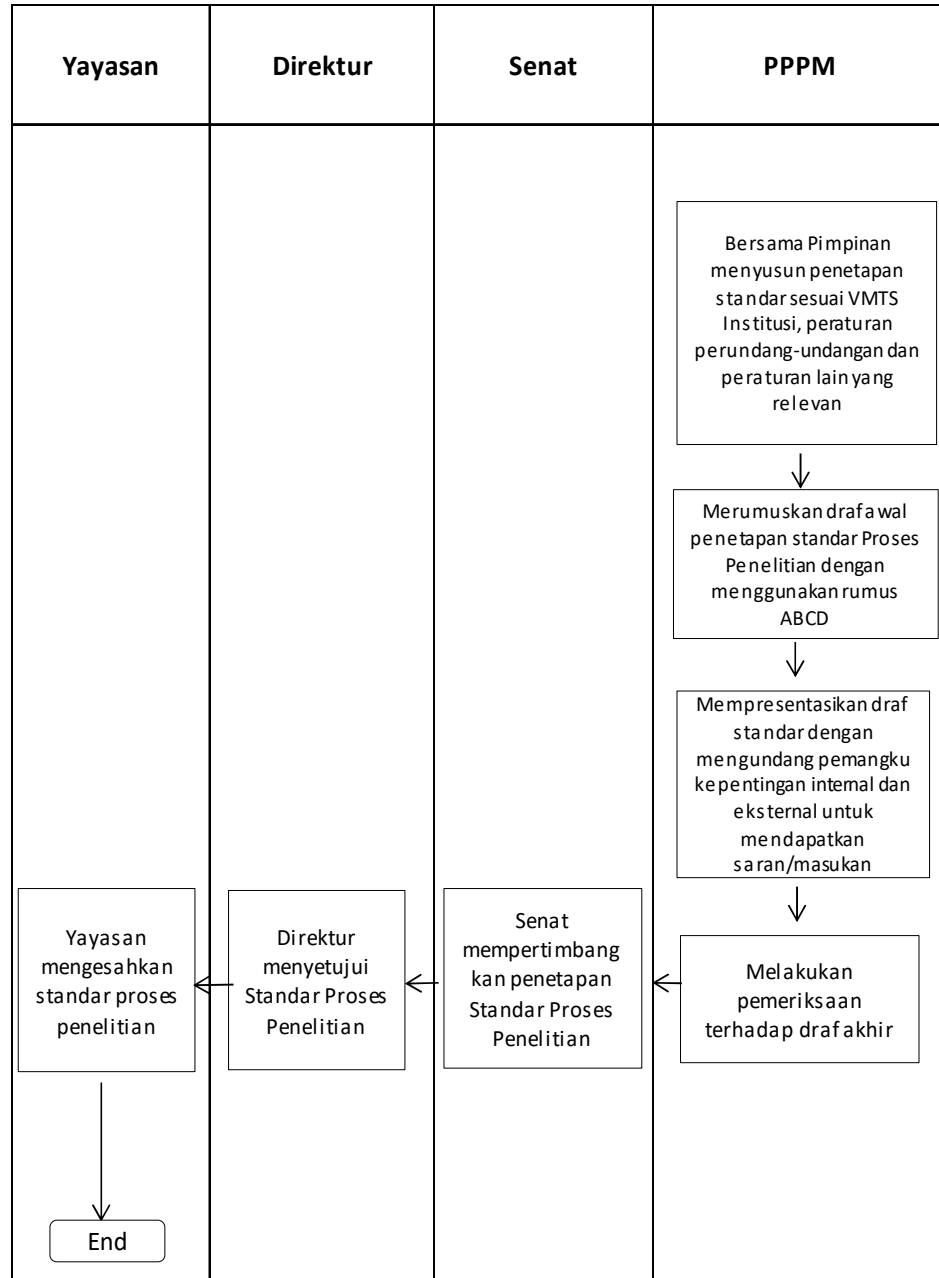 Yayasan
Direktur
Senat
PPPM
Bersama Pimpinan
menyusun penetapan
standar sesuai VMTS
Institusi, peraturan
perundang-undangan dan
peraturan lain yang
relevan
Merumuskan draf awal
penetapan standar Proses
Penelitian dengan
menggunakan rumus
ABCD
Mempresentasikan draf
standar dengan
mengundang pemangku
kepentingan internal dan
eksternal untuk
mendapatkan
saran/masukan
Melakukan
pemeriksaan
terhadap draf akhir
Senat
mempertimbang
kan penetapan
Standar Proses
Penelitian
Direktur
menyetujui
Standar Proses
Penelitian
Yayasan
mengesahkan
standar proses
penelitian
End